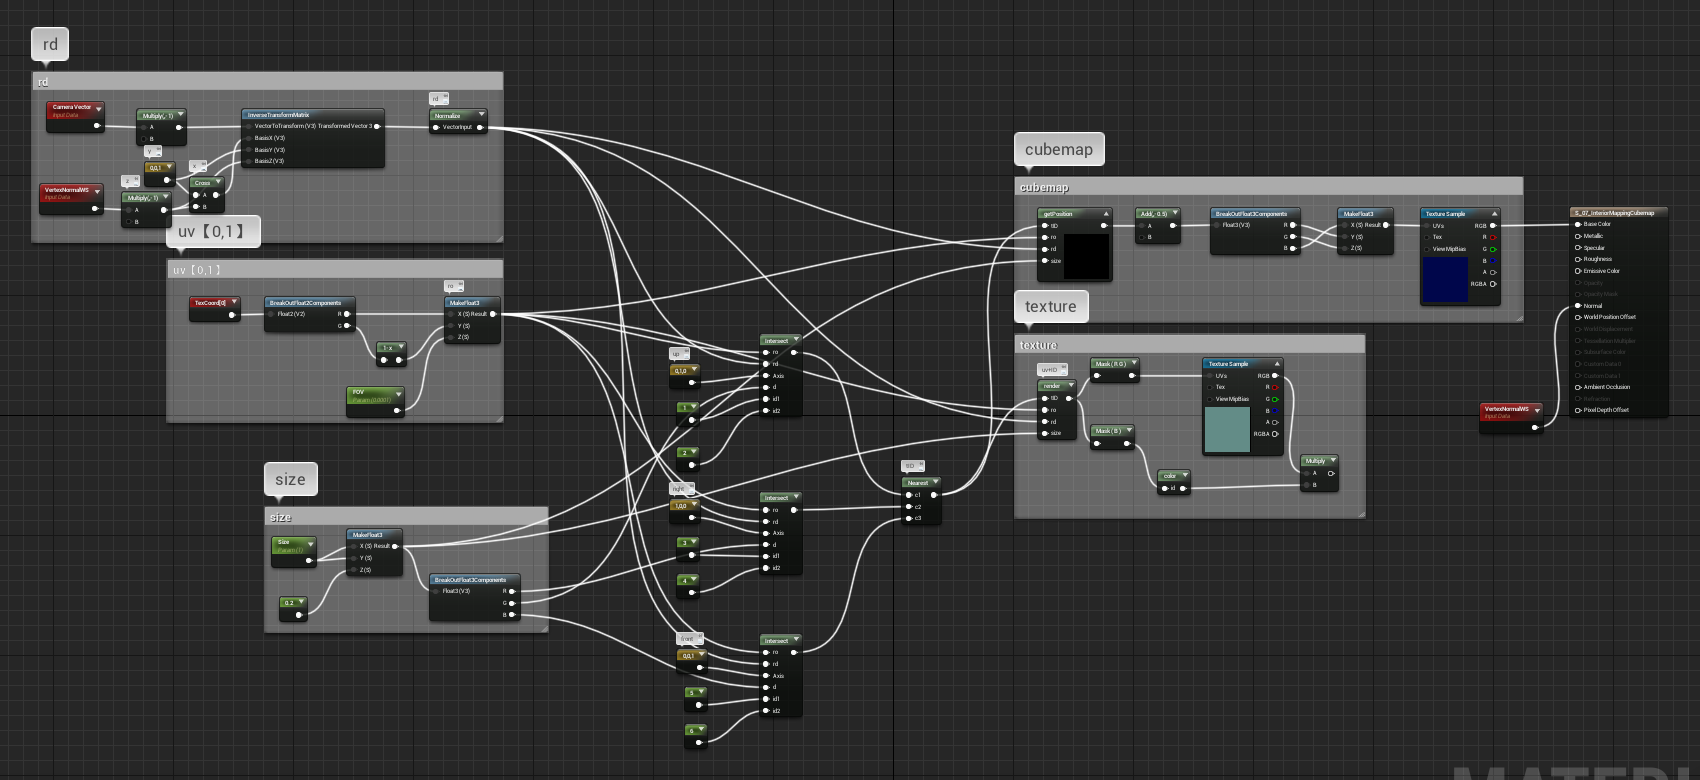 rd
rd
Camera Vector
Input Data
Multiply(,-1)
A
B
InverseTransformMatrix
VectorToTransform (V3) Transformed Vector 3
BasisX (V3)
BasisY (V3)
BasisZ (V3)
rd
Normalize
VectorInput
y
0,0,1
x
Cross
A
B
VertexNormalWS
Input Data
z
Multiply(,-1)
A
B
uv【0,1】
uv【0,1】
TexCoord[0]
BreakOutFloat2Components
Float2 (V2)
R
G
1-x
ro
MakeFloat3
X (S) Result
Y (S)
Z (S)
FOV
Param (0.0001)
size
size
Size
Param (1)
0.2
MakeFloat3
X (S) Result
Y (S)
Z (S)
BreakOutFloat3Components
Float3 (V3)
R
G
B
up
0,1,0
1
2
Intersect
ro
rd
Axis
d
id1
id2
right
1,0,0
3
4
Intersect
ro
rd
Axis
d
id1
id2
front
0,0,1
5
6
Intersect
ro
rd
Axis
d
id1
id2
tID
Nearest
c1
c2
c3
cubemap
cubemap
getPosition
tID
ro
rd
size
Add(,-0.5)
A
B
BreakOutFloat3Components
Float3 (V3)
R
G
B
MakeFloat3
X (S) Result
Y (S)
Z (S)
Texture Sample
UVs
Tex
View MipBias
RGB
R
G
B
A
RGBA
texture
texture
uv+ID
render
tID
ro
rd
size
Mask ( R G )
Mask ( B )
color
id
Texture Sample
UVs
Tex
View MipBias
RGB
R
G
B
A
RGBA
Multiply
A
B
VertexNormalWS
Input Data
S_07_InteriorMappingCubemap
Base Color
Metallic
Specular
Roughness
Emissive Color
Opacity
Opacity Mask
Normal
World Position Offset
World Displacement
Tessellation Multiplier
Subsurface Color
Custom Data 0
Custom Data 1
Ambient Occlusion
Refraction
Pixel Depth Offset